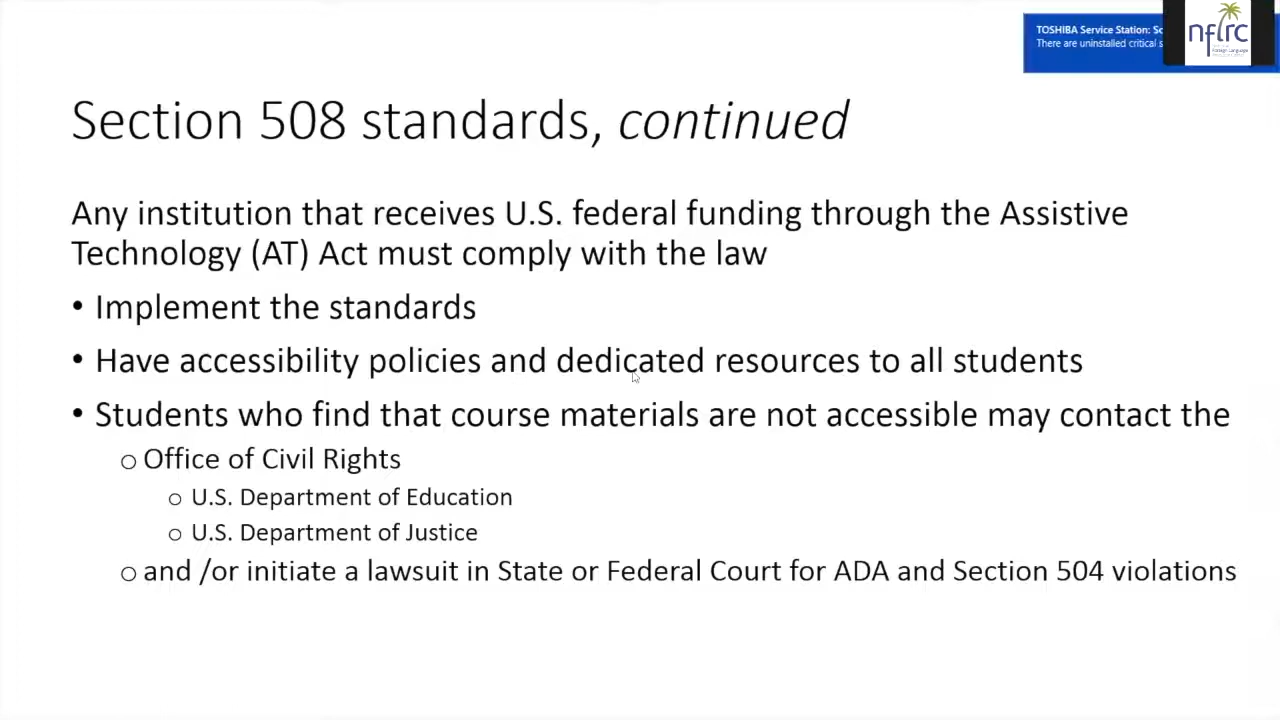 TOSHIBA Service Station:
There are uninstalled critical
nflrc
Section 508 standards, continued
Any institution that receives U.S. federal funding through the Assistive
Technology (AT) Act must comply with the law
• Implement the standards
• Have accessibility policies and dedicated resources to all students
• Students who find that course materials are not accessible may contact the
o Office of Civil Rights
o U.S. Department of Education
o U.S. Department of Justice
o and /or initiate a lawsuit in State or Federal Court for ADA and Section 504 violations